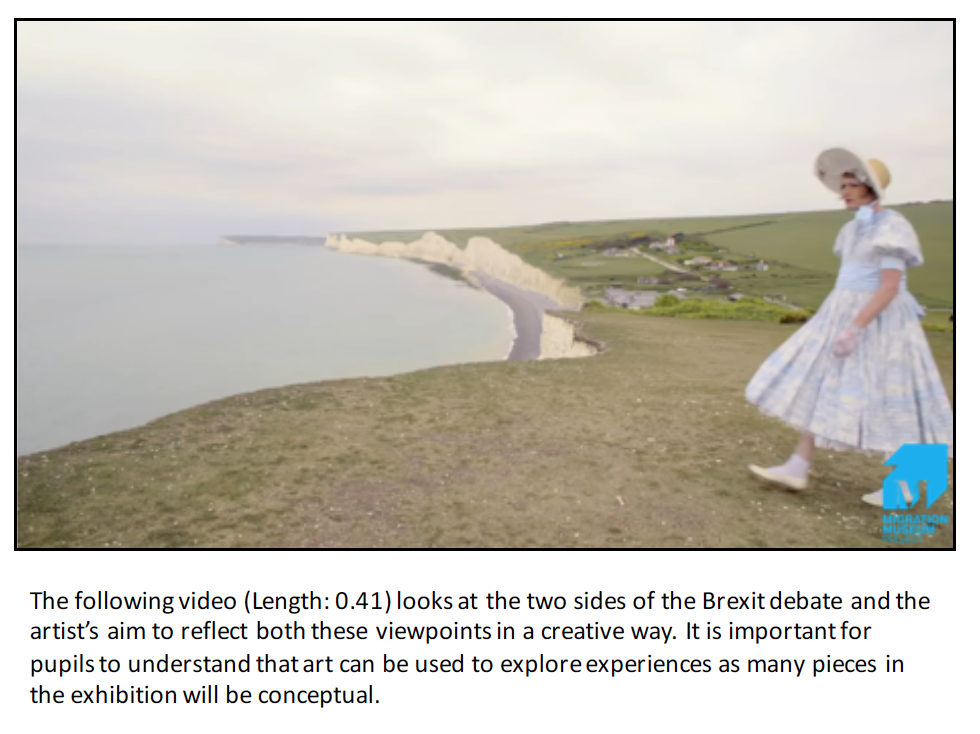 MIGRATION
MUSEUM
The following video (Length: 0.41) looks at the two sides of the Brexit debate and the
artist’s aim to reflect both these viewpoints in a creative way. It is important for
pupils to understand that art can be used to explore experiences as many pieces in
the exhibition will be conceptual.